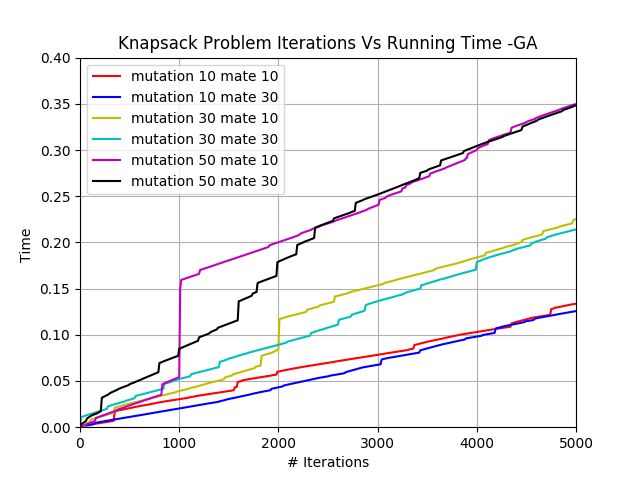 Knapsack Problem Iterations Vs Running Time -GA
0.40
0.35
0.30
0.25
0.20
0.15
0.10
0.05
0.00
Time
mutation 10 mate 10
mutation 10 mate 30
mutation 30 mate 10
mutation 30 mate 30
mutation 50 mate 10
mutation 50 mate 30
0 1000 2000 3000 4000 5000
# Iterations